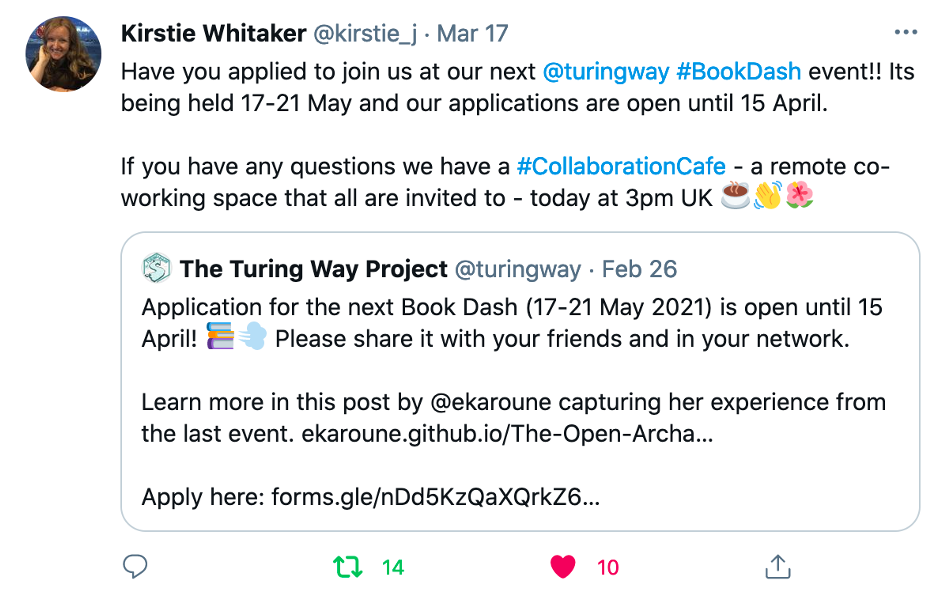 Kirstie Whitaker @kirstie_j · Mar 17
Have you applied to join us at our next @turingway #BookDash event!! Its
being held 17-21 May and our applications are open until 15 April.
If you have any questions we have a #CollaborationCafe - a remote co-
working space that all are invited to - today at 3pm UK ☕👋🌺
The Turing Way Project @turingway · Feb 26
Application for the next Book Dash (17-21 May 2021) is open until 15
April! 📚💨 Please share it with your friends and in your network.
Learn more in this post by @ekaroune capturing her experience from
the last event. ekaroune.github.io/The-Open-Archa...
Apply here: forms.gle/nDd5KzQaXQrkZ6...
14
10